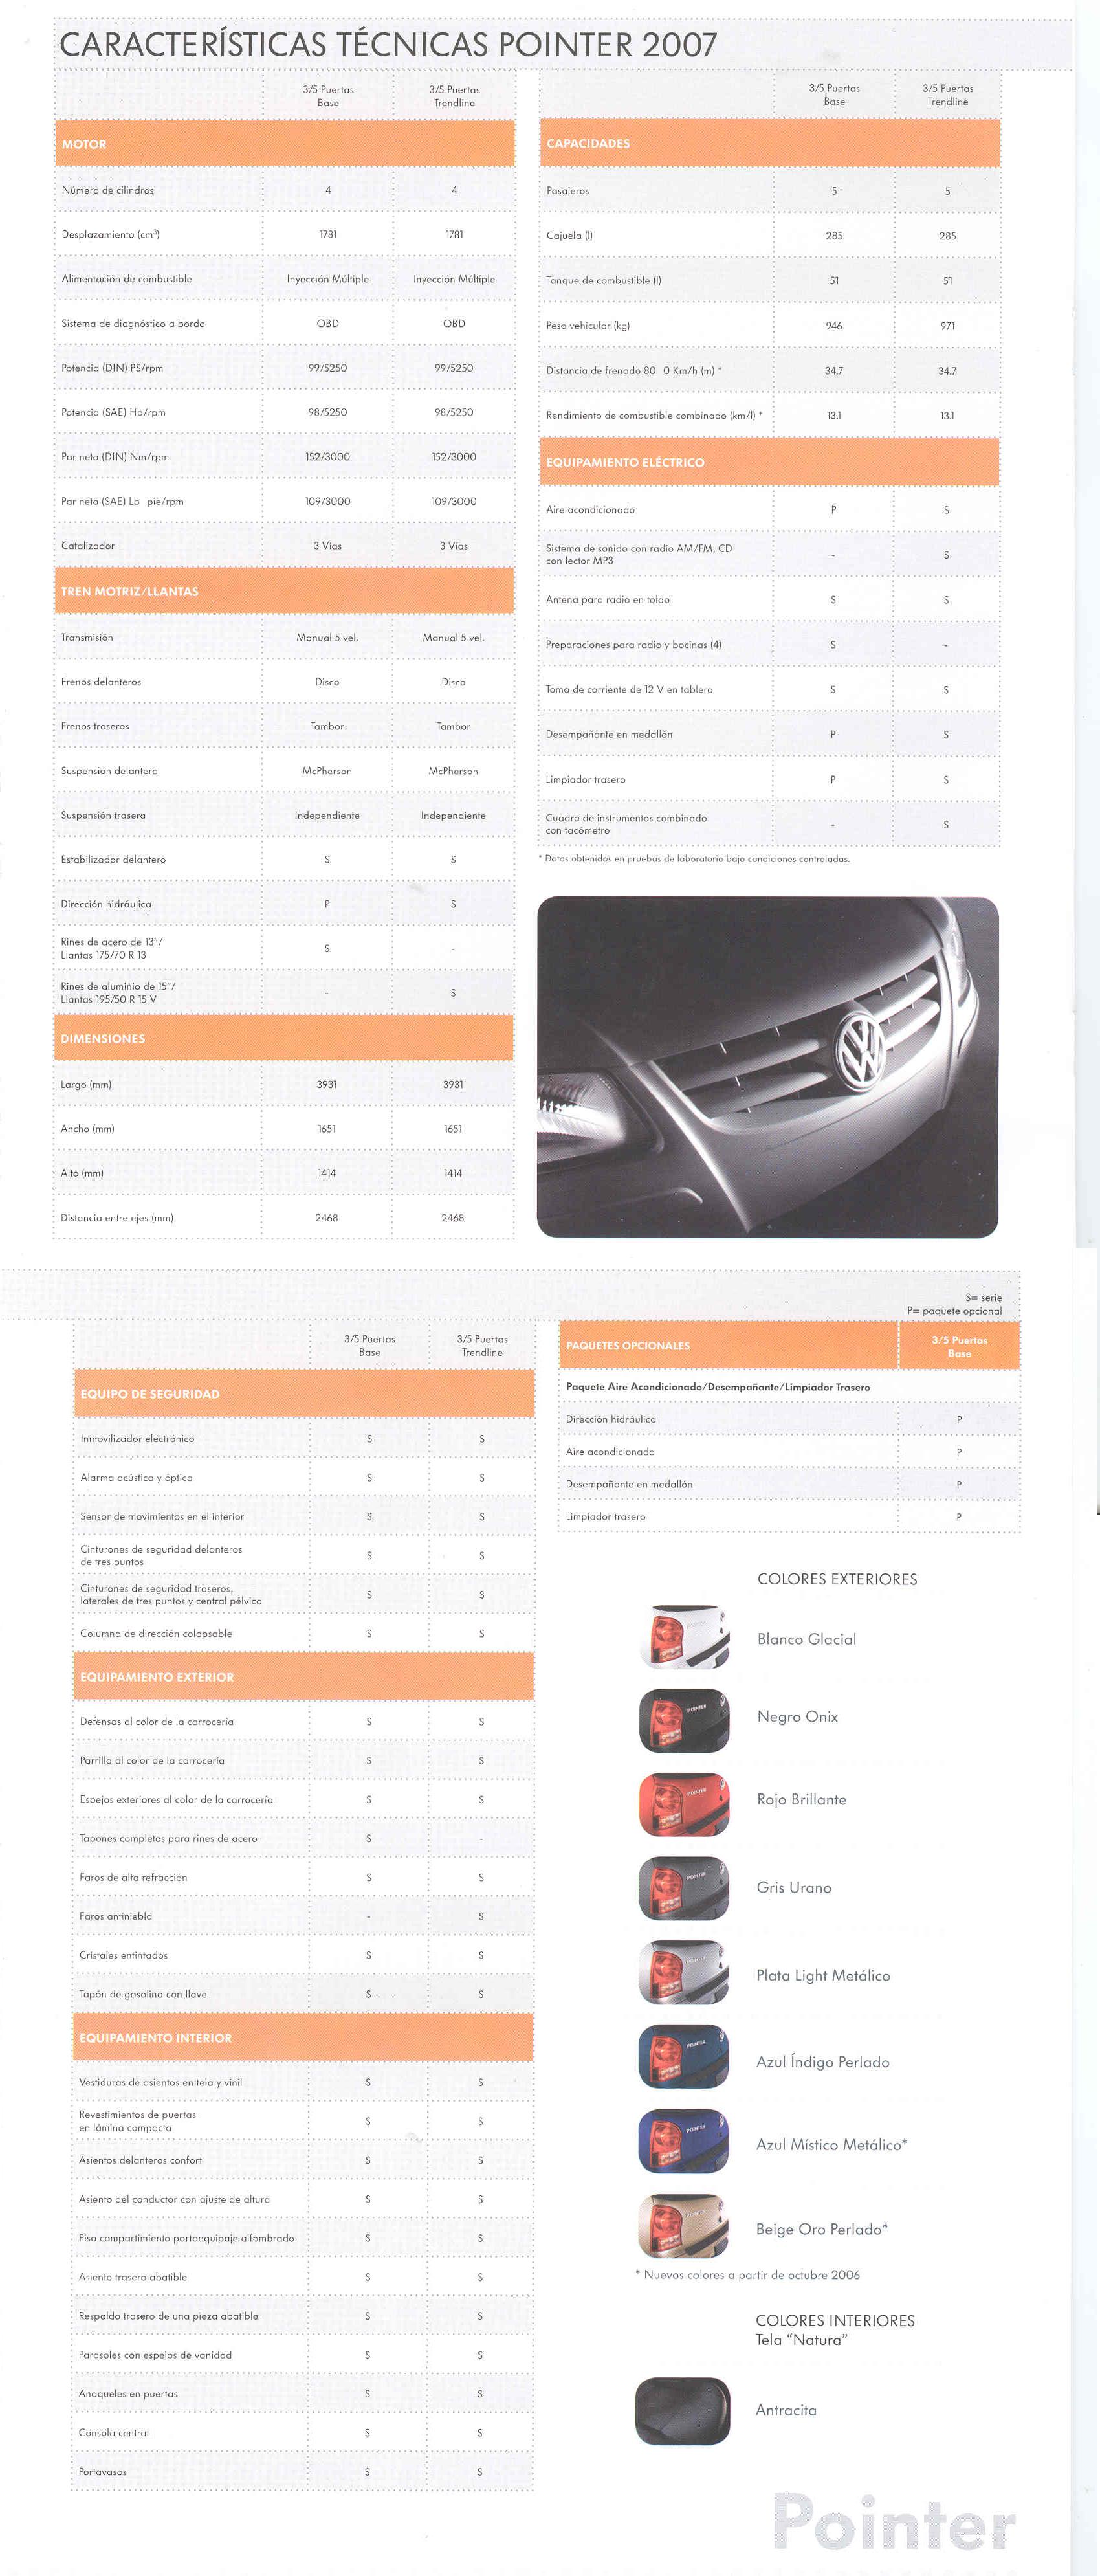 CARACTERÍSTICAS TÉCNICAS POINTER 2007
3/5 Puertas Base 3/5 Puertas Trendline
MOTOR
Número de cilindros 4 4
Desplazamiento (cm³) 1781 1781
Alimentación de combustible Inyección Múltiple Inyección Múltiple
Sistema de diagnóstico a bordo OBD OBD
Potencia (DIN) PS/rpm 99/5250 99/5250
Potencia (SAE) Hp/rpm 98/5250 98/5250
Par neto (DIN) Nm/rpm 152/3000 152/3000
Par neto (SAE) Lb pie/rpm 109/3000 109/3000
Catalizador 3 Vías 3 Vías
TREN MOTRIZ/LLANTAS
Transmisión Manual 5 vel. Manual 5 vel.
Frenos delanteros Disco Disco
Frenos traseros Tambor Tambor
Suspensión delantera McPherson McPherson
Suspensión trasera Independiente Independiente
Estabilizador delantero S S
Dirección hidráulica P S
Rines de acero de 13"/
Llantas 175/70 R 13 S -
Rines de aluminio de 15"/
Llantas 195/50 R 15 V - S
DIMENSIONES
Largo (mm) 3931 3931
Ancho (mm) 1651 1651
Alto (mm) 1414 1414
Distancia entre ejes (mm) 2468 2468
3/5 Puertas Base 3/5 Puertas Trendline
CAPACIDADES
Pasajeros 5 5
Cajuela (l) 285 285
Tanque de combustible (l) 51 51
Peso vehicular (kg) 946 971
Distancia de frenado 80 0 Km/h (m) * 34.7 34.7
Rendimiento de combustible combinado (km/l) * 13.1 13.1
EQUIPAMIENTO ELÉCTRICO
Aire acondicionado P S
Sistema de sonido con radio AM/FM, CD
con lector MP3 - S
Antena para radio en toldo S S
Preparaciones para radio y bocinas (4) S -
Toma de corriente de 12 V en tablero S S
Desempañante en medallón P S
Limpiador trasero P S
Cuadro de instrumentos combinado
con tacómetro - S
* Datos obtenidos en pruebas de laboratorio bajo condiciones controladas.
S= serie
P= paquete opcional
3/5 Puertas Base 3/5 Puertas Trendline
EQUIPO DE SEGURIDAD
Inmovilizador electrónico S S
Alarma acústica y óptica S S
Sensor de movimientos en el interior S S
Cinturones de seguridad delanteros
de tres puntos S S
Cinturones de seguridad traseros,
laterales de tres puntos y central pélvico S S
Columna de dirección colapsable S S
EQUIPAMIENTO EXTERIOR
Defensas al color de la carrocería S S
Parrilla al color de la carrocería S S
Espejos exteriores al color de la carrocería S S
Tapones completos para rines de acero S -
Faros de alta refracción S S
Faros antiniebla - S
Cristales entintados S S
Tapón de gasolina con llave S S
EQUIPAMIENTO INTERIOR
Vestiduras de asientos en tela y vinil S S
Revestimientos de puertas
en lámina compacta S S
Asientos delanteros confort S S
Asiento del conductor con ajuste de altura S S
Piso compartimiento portaequipaje alfombrado S S
Asiento trasero abatible S S
Respaldo trasero de una pieza abatible S S
Parasoles con espejos de vanidad S S
Anaqueles en puertas S S
Consola central S S
Portavasos S S
PAQUETES OPCIONALES 3/5 Puertas Base
Paquete Aire Acondicionado/Desempañante/Limpiador Trasero
Dirección hidráulica P
Aire acondicionado P
Desempañante en medallón P
Limpiador trasero P
COLORES EXTERIORES
Blanco Glacial
POINTER
Negro Onix
POINTER
Rojo Brillante
POINTER
Gris Urano
POINTER
Plata Light Metálico
POINTER
Azul Índigo Perlado
POINTER
Azul Místico Metálico*
POINTER
Beige Oro Perlado*
POINTER
* Nuevos colores a partir de octubre 2006
COLORES INTERIORES
Tela "Natura"
Antracita
Pointer